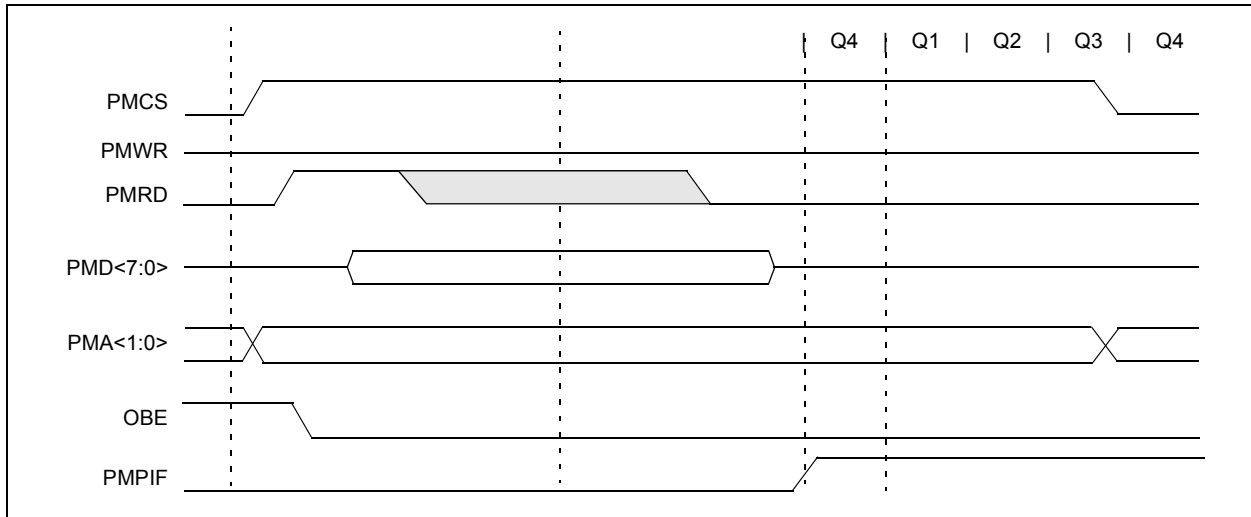 | Q4 | Q1 | Q2 | Q3 | Q4
PMCS
PMWR
PMRD
PMD<7:0>
PMA<1:0>
OBE
PMPIF